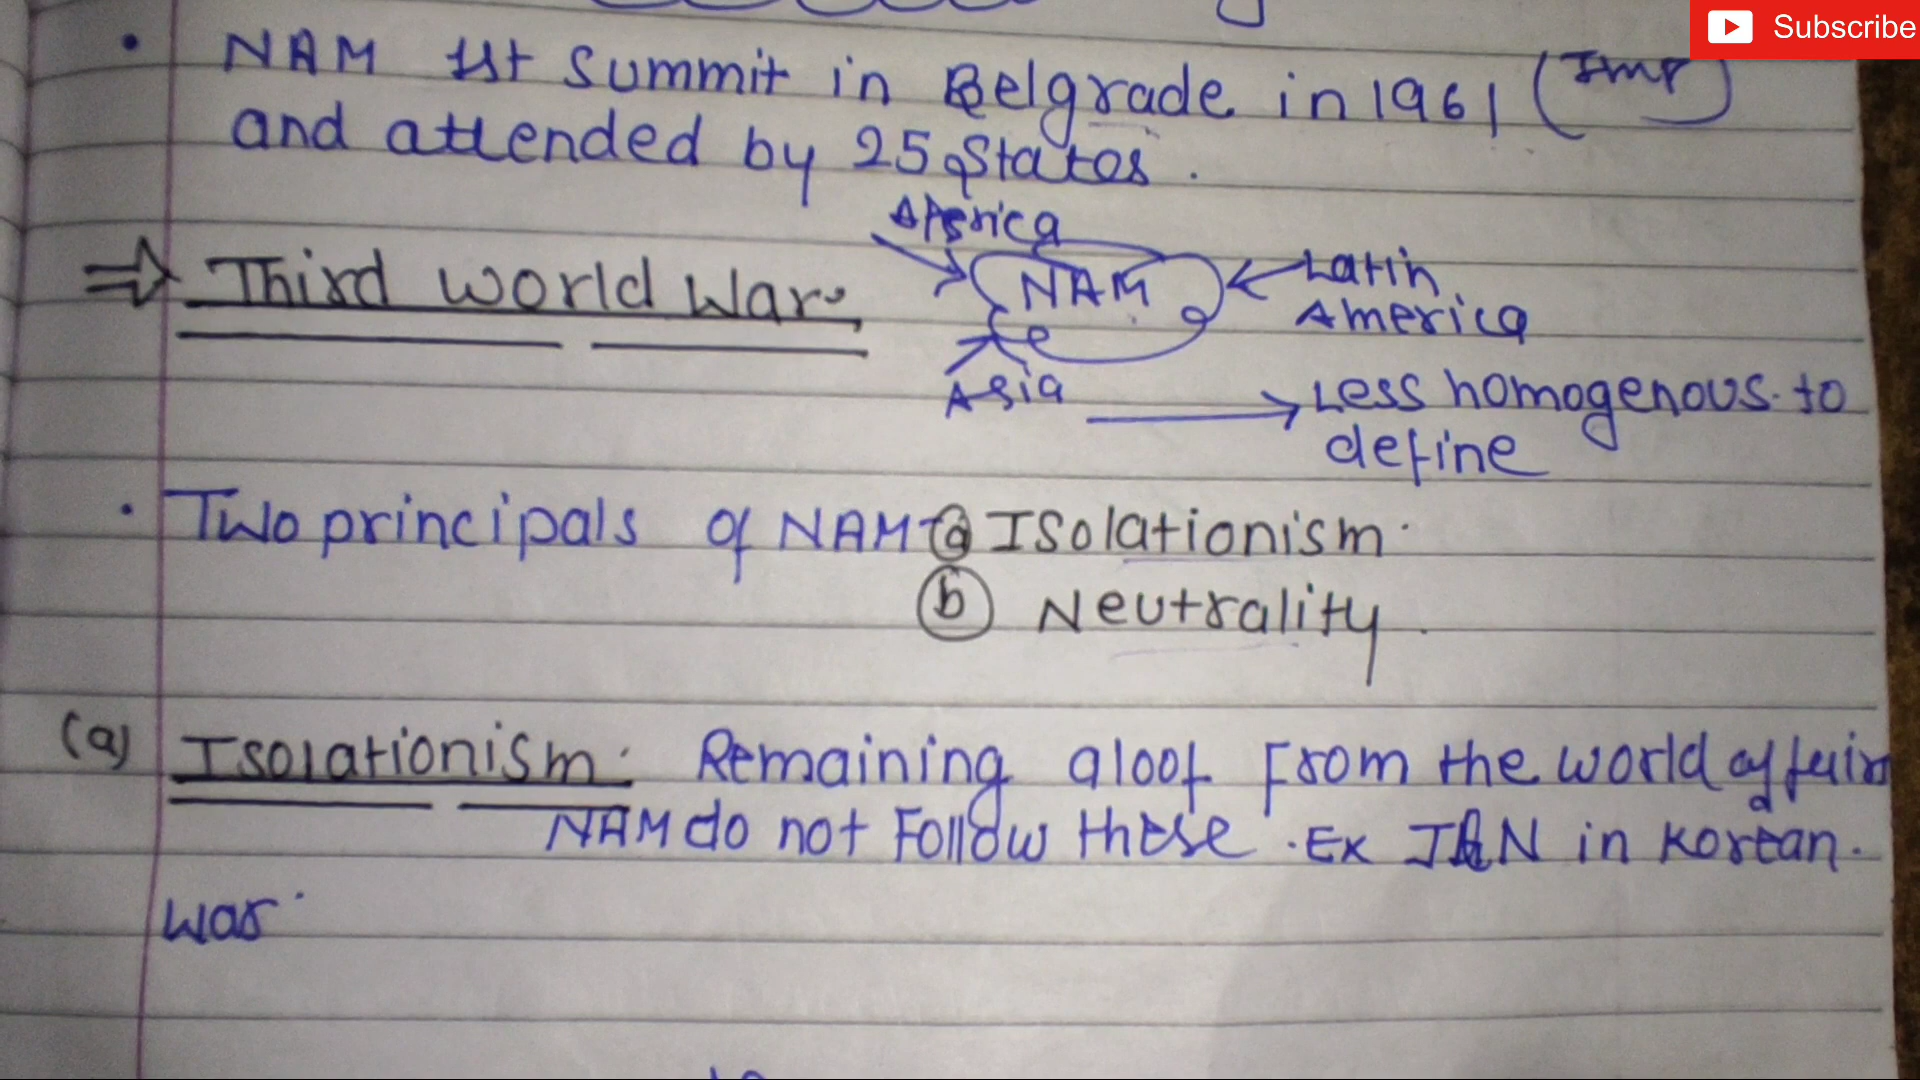 Subscribe
• NAM 1st Summit in Belgrade in 1961 (Imp)
and attended by 25 States.
⇒ Third World War.
Africa
NAM
Latin
America
Asia → Less homogenous to
define
• Two principals of NAM → (a) Isolationism.
(b) Neutrality.
(a) Isolationism. Remaining aloof From the world affairs
NAM do not Follow these. Ex in Korean.
war.